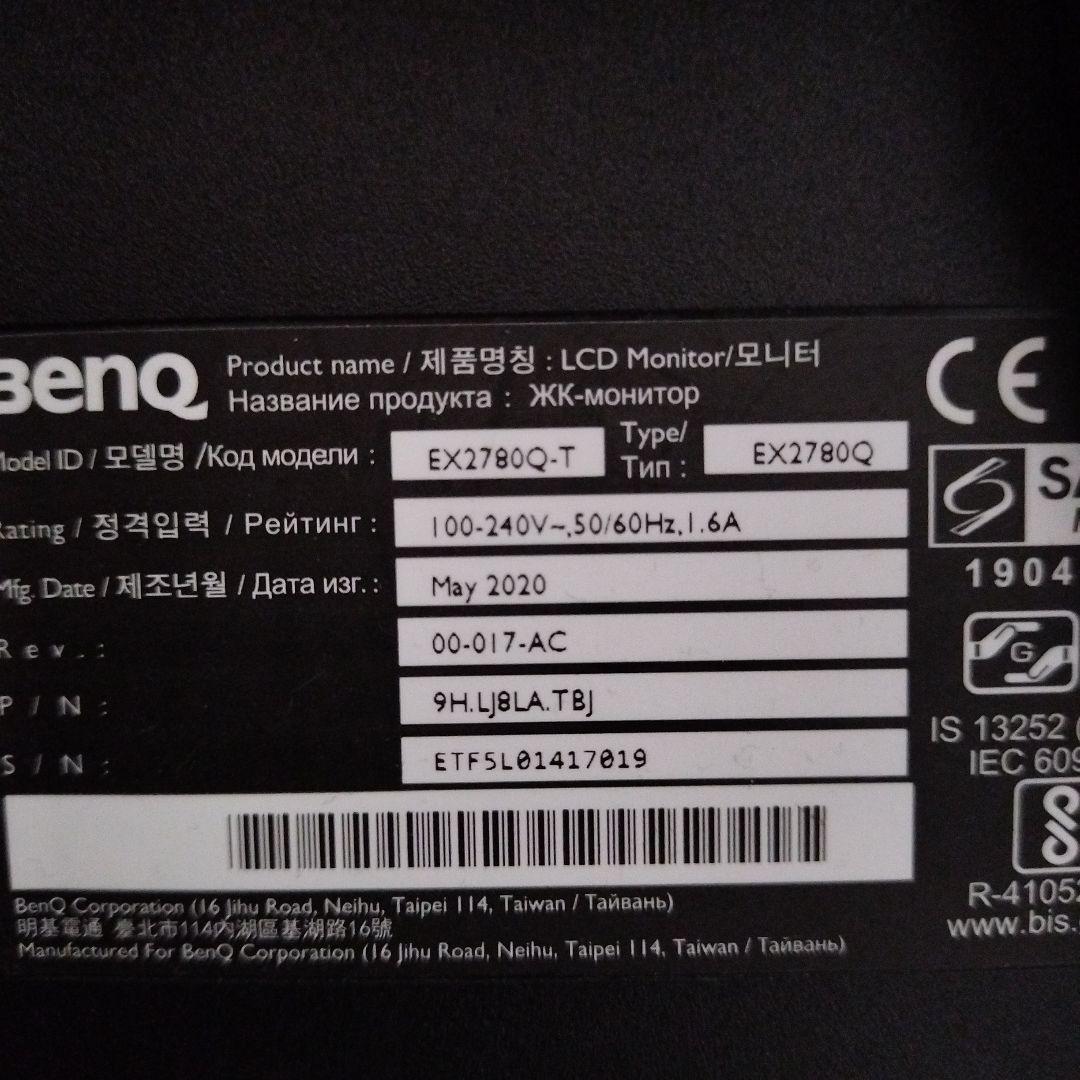 BenQ
Product name / 제품명칭 : LCD Monitor/모니터
Название продукта : ЖК-монитор
Model ID / 모델명 /Код модели : EX2780Q-T
Type/
Тип : EX2780Q
Rating / 정격입력 / Рейтинг : 100-240V~,50/60Hz,1.6A
Mfg. Date / 제조년월 / Дата изг. : May 2020
Rev. : 00-017-AC
P/N : 9H.LJ8LA.TBJ
S/N : ETF5L01417019
BenQ Corporation (16 Jihu Road, Neihu, Taipei 114, Taiwan / Тайвань)
明基電通 臺北市114內湖區基湖路16號
Manufactured For BenQ Corporation (16 Jihu Road, Neihu, Taipei 114, Taiwan / Тайвань)
CE
SA
1904
G
IS 13252 (
IEC 609
R-41052
www.bis.